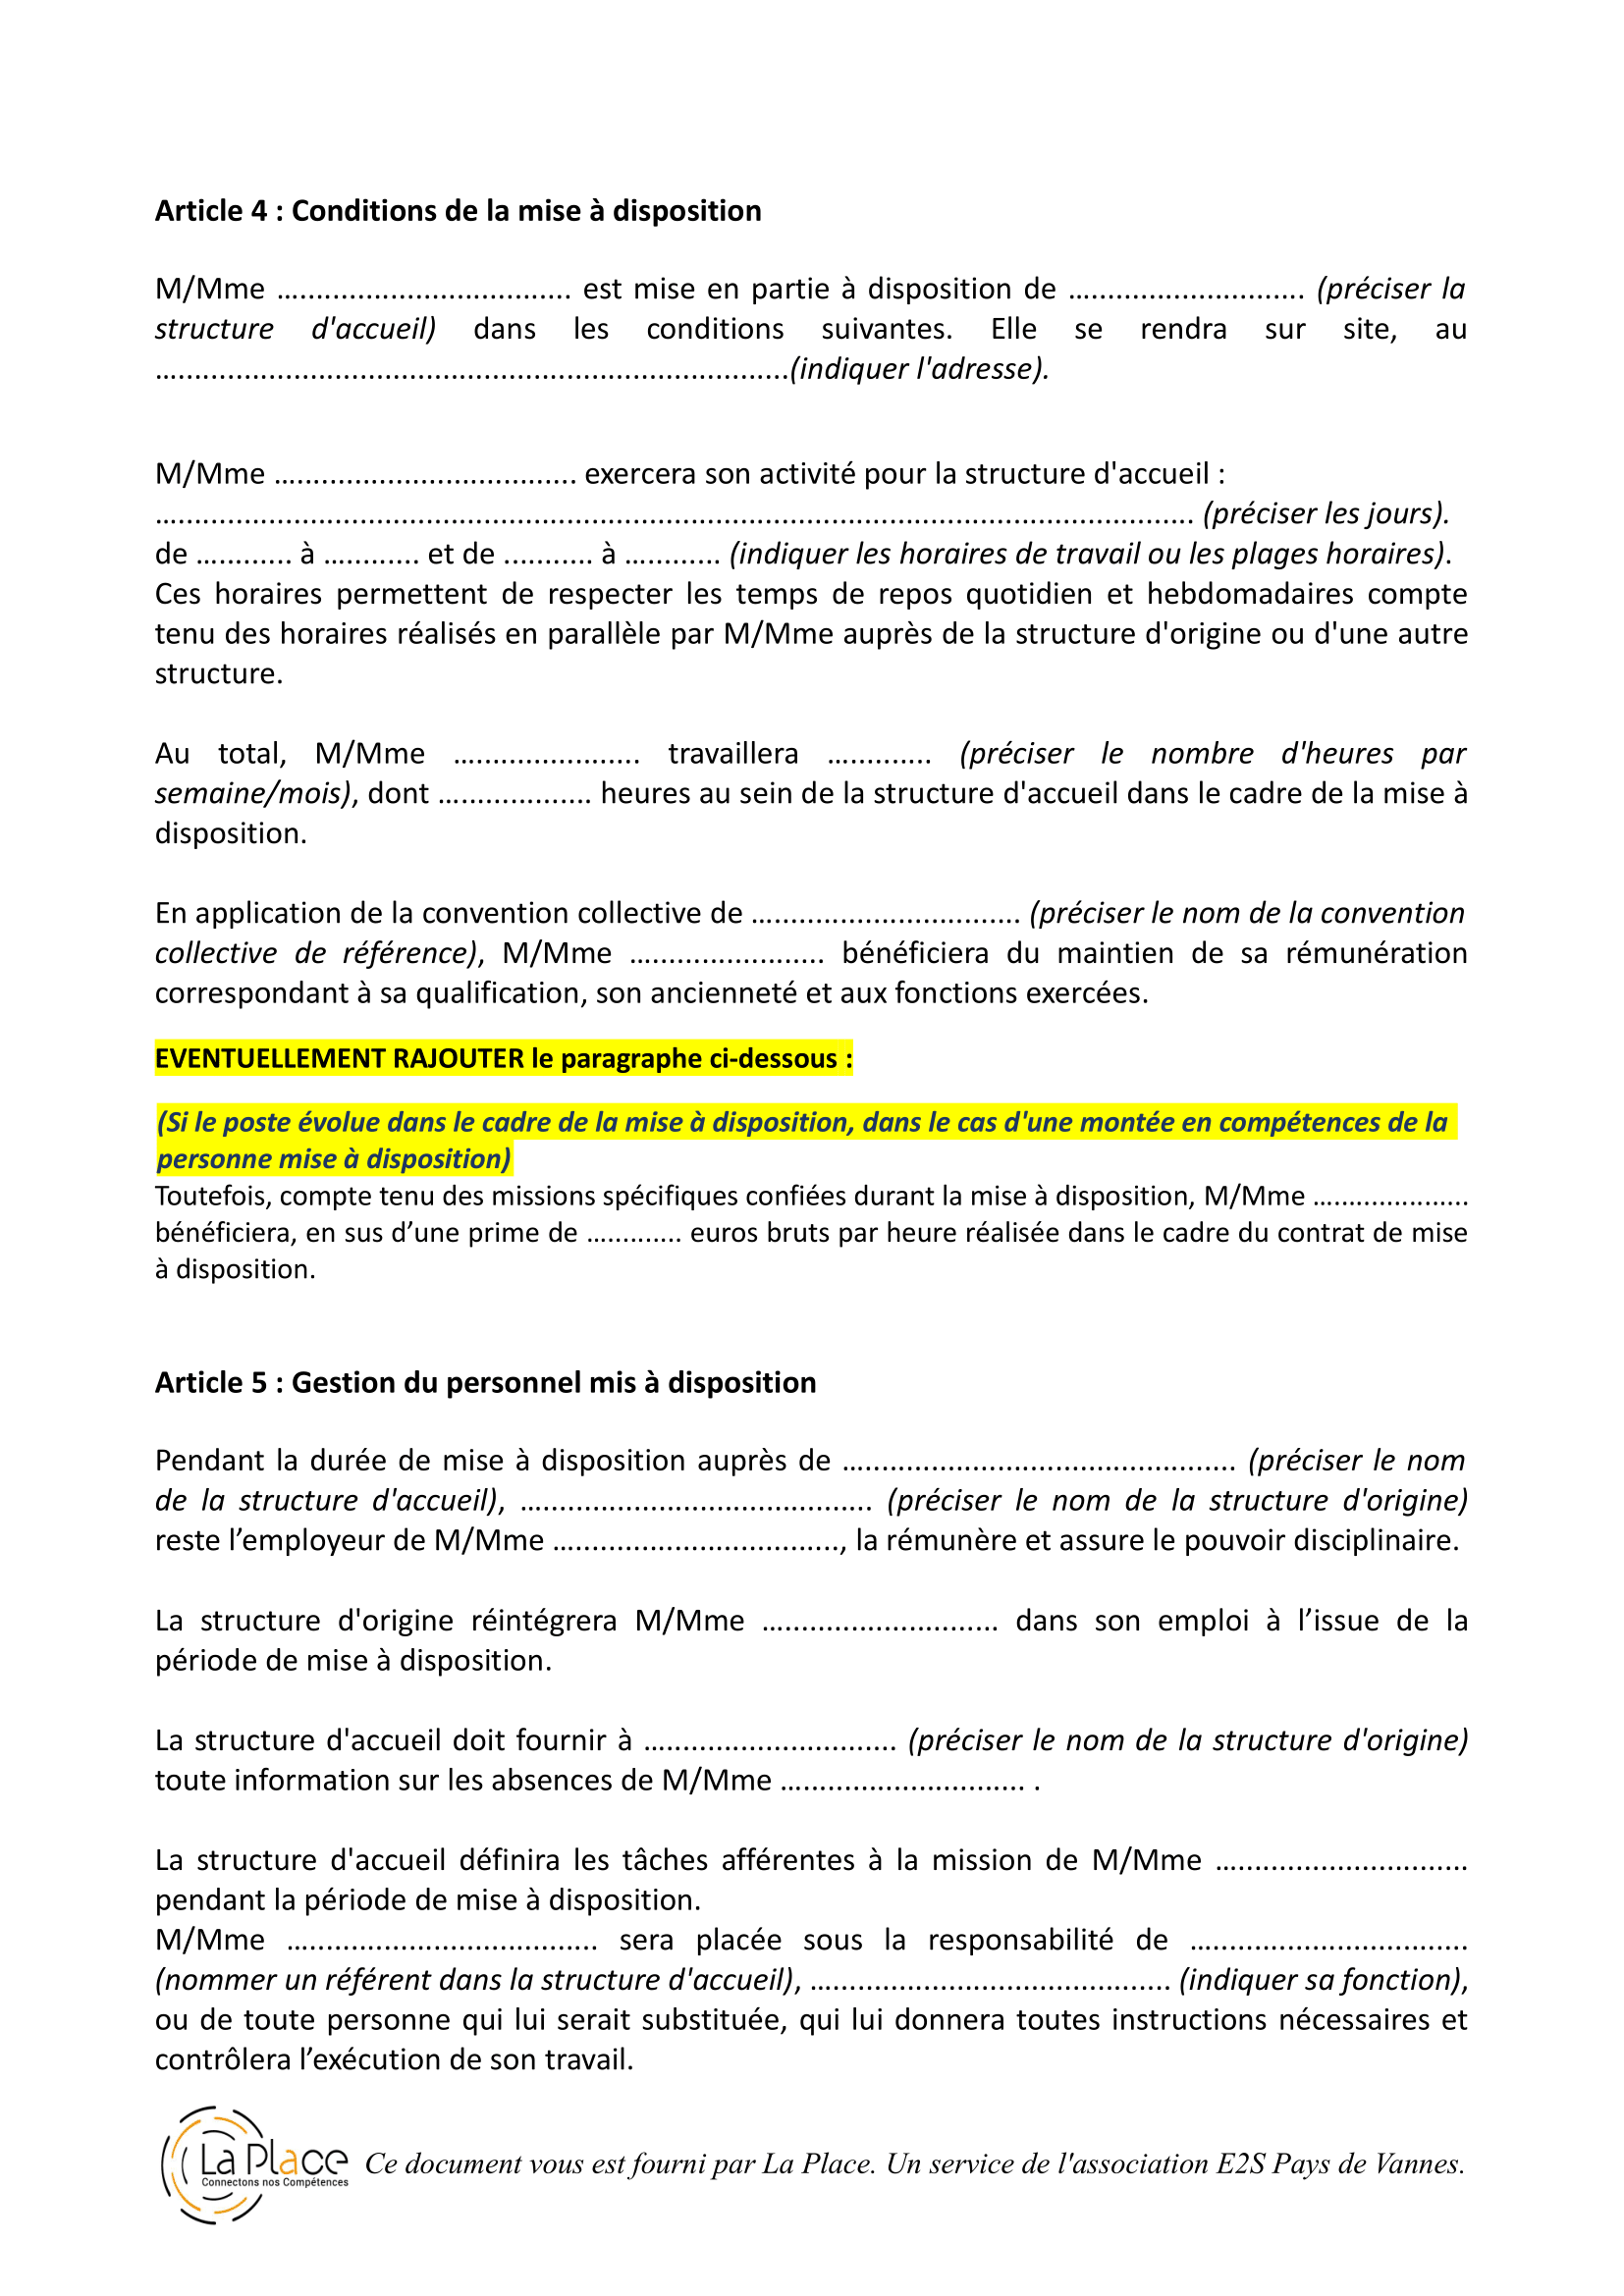 Article 4 : Conditions de la mise à disposition
M/Mme …................................... est mise en partie à disposition de …............................ (préciser la
structure d'accueil) dans les conditions suivantes. Elle se rendra sur site, au
….................................................................................(indiquer l'adresse).
M/Mme …..................................... exercera son activité pour la structure d'accueil :
…..................................................................................................................................... (préciser les jours).
de …......... à …......... et de ........... à …......... (indiquer les horaires de travail ou les plages horaires).
Ces horaires permettent de respecter les temps de repos quotidien et hebdomadaires compte
tenu des horaires réalisés en parallèle par M/Mme auprès de la structure d'origine ou d'une autre
structure.
Au total, M/Mme …..................... travaillera …........... (préciser le nombre d'heures par
semaine/mois), dont ….................. heures au sein de la structure d'accueil dans le cadre de la mise à
disposition.
En application de la convention collective de …................................ (préciser le nom de la convention
collective de référence), M/Mme …...................... bénéficiera du maintien de sa rémunération
correspondant à sa qualification, son ancienneté et aux fonctions exercées.
EVENTUELLEMENT RAJOUTER le paragraphe ci-dessous :
(Si le poste évolue dans le cadre de la mise à disposition, dans le cas d'une montée en compétences de la
personne mise à disposition)
Toutefois, compte tenu des missions spécifiques confiées durant la mise à disposition, M/Mme …...................
bénéficiera, en sus d’une prime de …......... euros bruts par heure réalisée dans le cadre du contrat de mise
à disposition.
Article 5 : Gestion du personnel mis à disposition
Pendant la durée de mise à disposition auprès de …................................................ (préciser le nom
de la structure d'accueil), …............................................ (préciser le nom de la structure d'origine)
reste l’employeur de M/Mme …..................................., la rémunère et assure le pouvoir disciplinaire.
La structure d'origine réintégrera M/Mme …............................ dans son emploi à l’issue de la
période de mise à disposition.
La structure d'accueil doit fournir à …............................... (préciser le nom de la structure d'origine)
toute information sur les absences de M/Mme …............................. .
La structure d'accueil définira les tâches afférentes à la mission de M/Mme …..............................
pendant la période de mise à disposition.
M/Mme …..................................... sera placée sous la responsabilité de ….................................
(nommer un référent dans la structure d'accueil), …............................................ (indiquer sa fonction),
ou de toute personne qui lui serait substituée, qui lui donnera toutes instructions nécessaires et
contrôlera l’exécution de son travail.
La Place
Connectons nos Compétences
Ce document vous est fourni par La Place. Un service de l'association E2S Pays de Vannes.